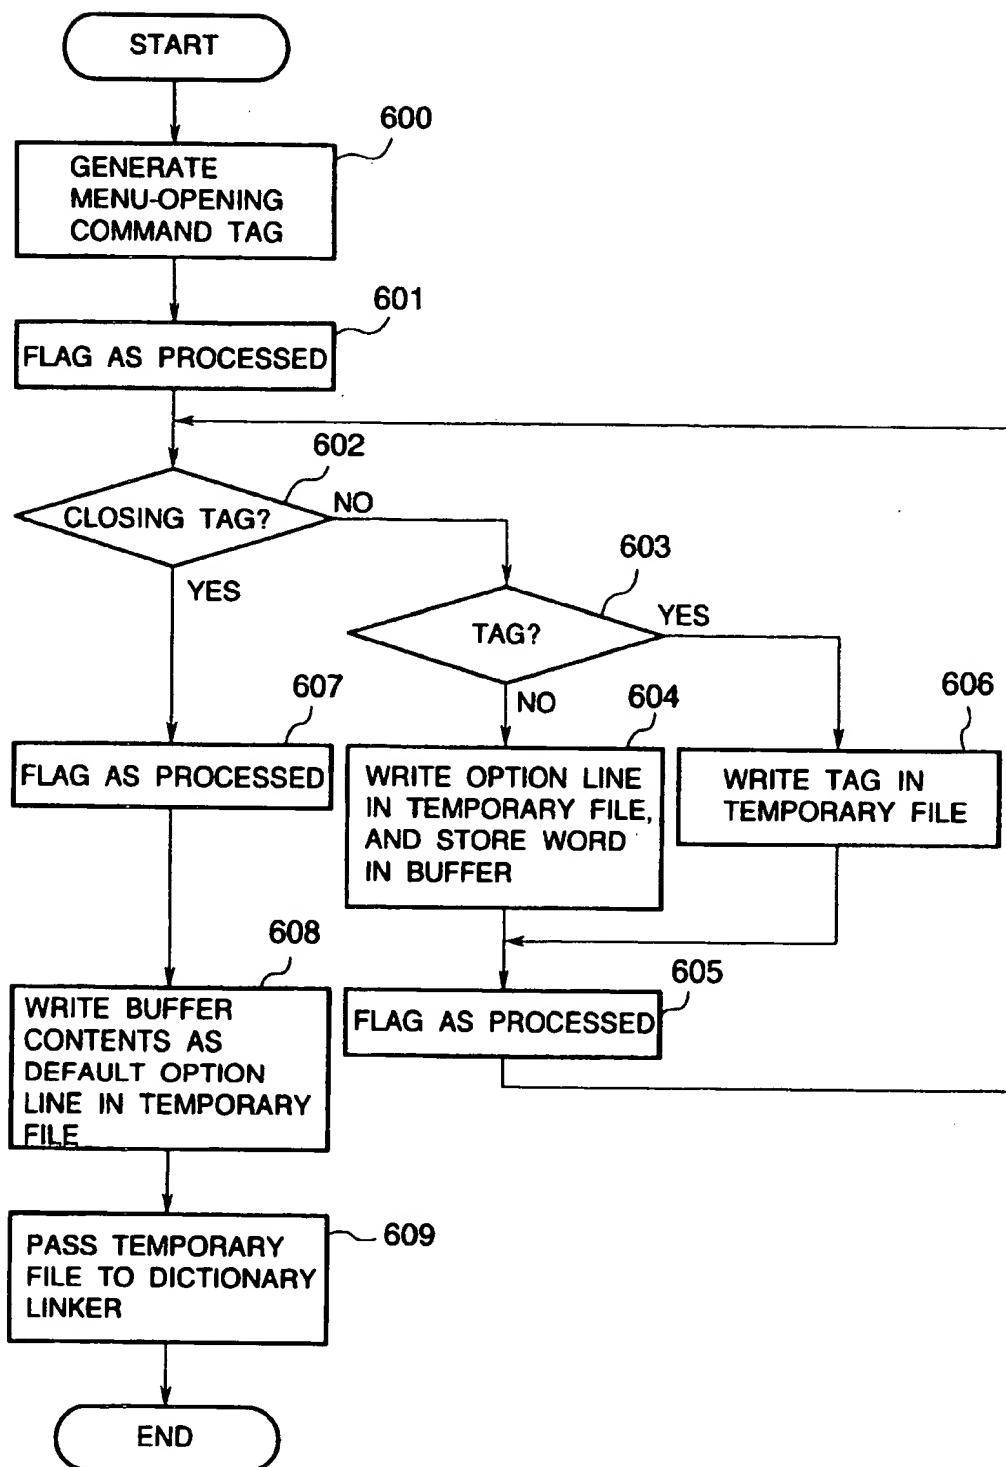 START
600
GENERATE
MENU-OPENING
COMMAND TAG
601
FLAG AS PROCESSED
602
CLOSING TAG?
NO
YES
603
TAG?
YES
NO
607
FLAG AS PROCESSED
604
WRITE OPTION LINE
IN TEMPORARY FILE,
AND STORE WORD
IN BUFFER
606
WRITE TAG IN
TEMPORARY FILE
605
FLAG AS PROCESSED
608
WRITE BUFFER
CONTENTS AS
DEFAULT OPTION
LINE IN TEMPORARY
FILE
609
PASS TEMPORARY
FILE TO DICTIONARY
LINKER
END